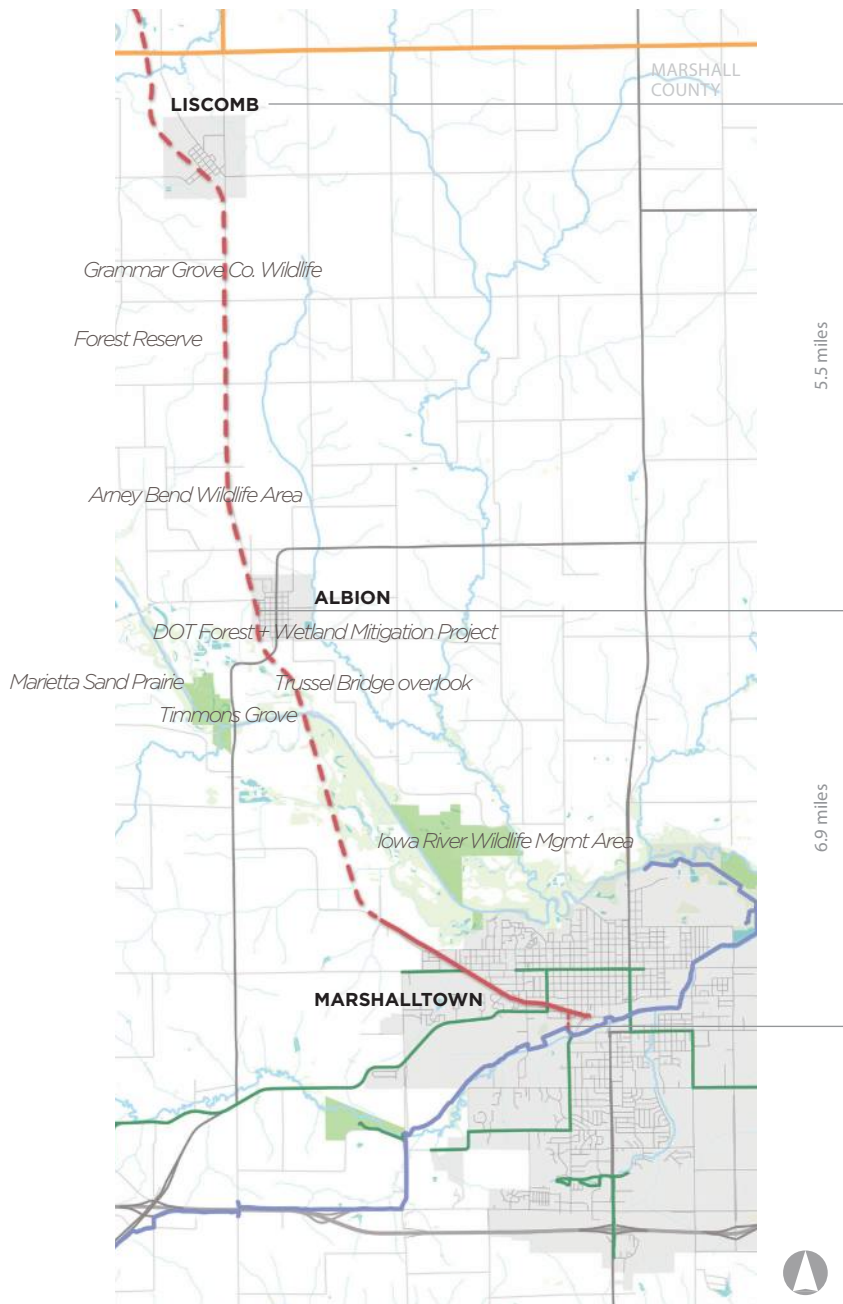 MARSHALL
COUNTY
LISCOMB
Grammar Grove Co. Wildlife
Forest Reserve
5.5 miles
Arney Bend Wildlife Area
ALBION
DOT Forest + Wetland Mitigation Project
Marietta Sand Prairie
Trussel Bridge overlook
Timmons Grove
6.9 miles
Iowa River Wildlife Mgmt Area
MARSHALLTOWN